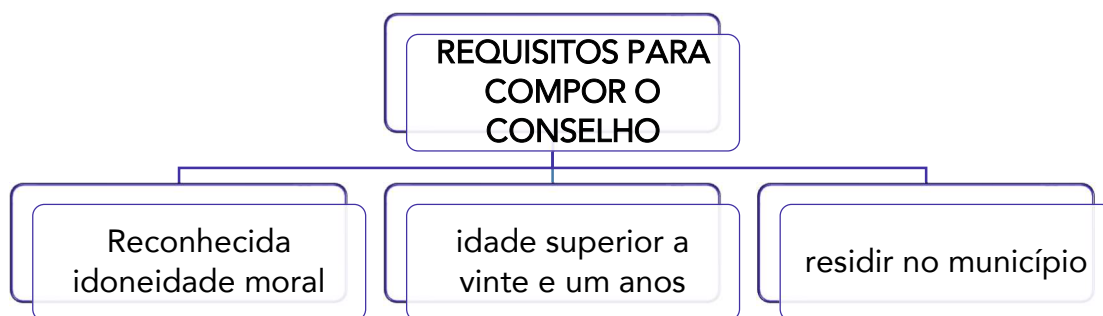 REQUISITOS PARA
COMPOR O
CONSELHO
Reconhecida
idoneidade moral
idade superior a
vinte e um anos
residir no município